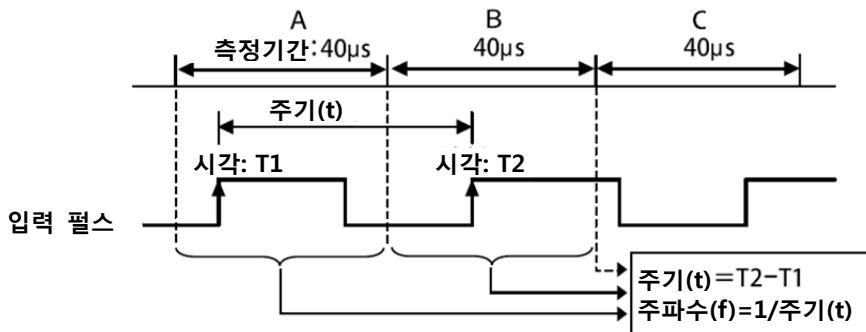 A
B
C
측정기간:40μs
40μs
40μs
주기(t)
시각: T1
시각: T2
입력 펄스
주기(t)=T2-T1
주파수(f)=1/주기(t)